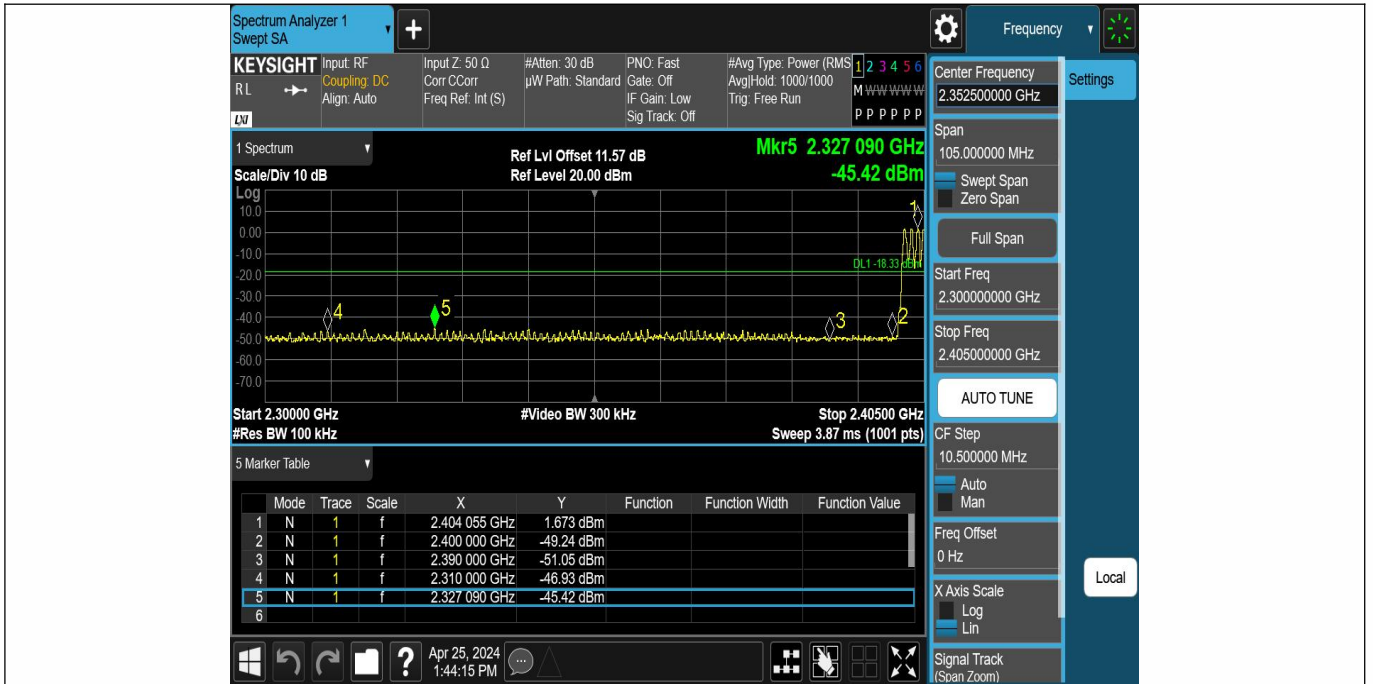 Spectrum Analyzer 1
Swept SA
+
Frequency
KEYSIGHT
RL
LXI
Input: RF
Coupling: DC
Align: Auto
Input Z: 50 Ω
Corr CCorr
Freq Ref: Int (S)
#Atten: 30 dB
µW Path: Standard
PNO: Fast
Gate: Off
IF Gain: Low
Sig Track: Off
#Avg Type: Power (RMS
Avg|Hold: 1000/1000
Trig: Free Run
1 2 3 4 5 6
M W W W W W
P P P P P P
1 Spectrum
Scale/Div 10 dB
Ref Lvl Offset 11.57 dB
Ref Level 20.00 dBm
Mkr5 2.327 090 GHz
-45.42 dBm
Log
10.0
0.00
-10.0
-20.0
-30.0
-40.0
-50.0
-60.0
-70.0
1
DL1 -18.33 dBm
4
5
3
2
Start 2.30000 GHz
#Video BW 300 kHz
Stop 2.40500 GHz
#Res BW 100 kHz
Sweep 3.87 ms (1001 pts)
5 Marker Table
Mode Trace Scale X Y Function Function Width Function Value
1 N 1 f 2.404 055 GHz 1.673 dBm
2 N 1 f 2.400 000 GHz -49.24 dBm
3 N 1 f 2.390 000 GHz -51.05 dBm
4 N 1 f 2.310 000 GHz -46.93 dBm
5 N 1 f 2.327 090 GHz -45.42 dBm
6
?
Apr 25, 2024
1:44:15 PM
Center Frequency
2.352500000 GHz
Settings
Span
105.000000 MHz
Swept Span
Zero Span
Full Span
Start Freq
2.300000000 GHz
Stop Freq
2.405000000 GHz
AUTO TUNE
CF Step
10.500000 MHz
Auto
Man
Freq Offset
0 Hz
Local
X Axis Scale
Log
Lin
Signal Track
(Span Zoom)